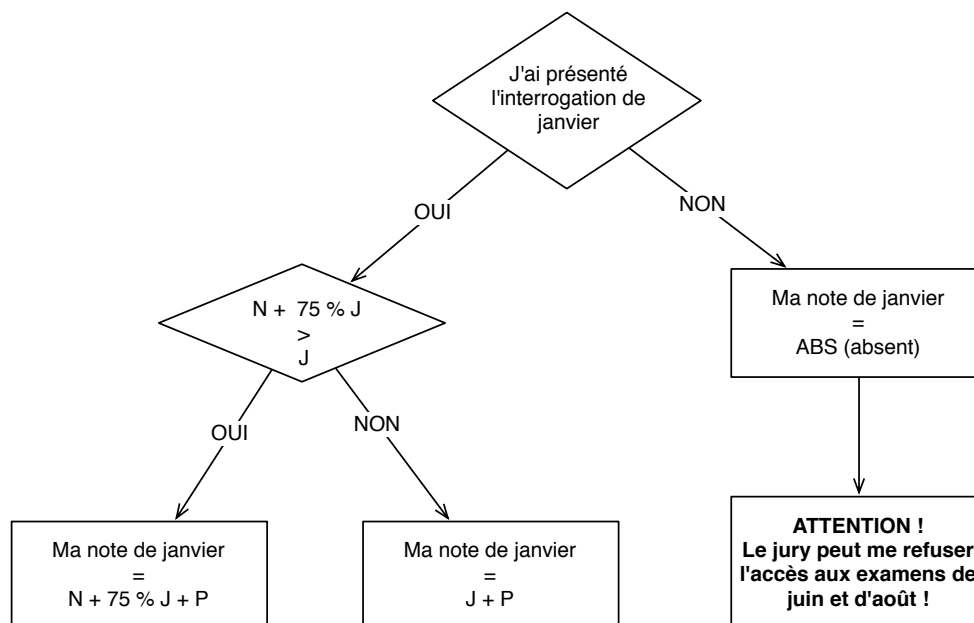 J'ai présenté
l'interrogation de
janvier
OUI
NON
N + 75 % J
>
J
Ma note de janvier
=
ABS (absent)
OUI
NON
Ma note de janvier
=
N + 75 % J + P
Ma note de janvier
=
J + P
ATTENTION !
Le jury peut me refuser
l'accès aux examens de
juin et d'août !